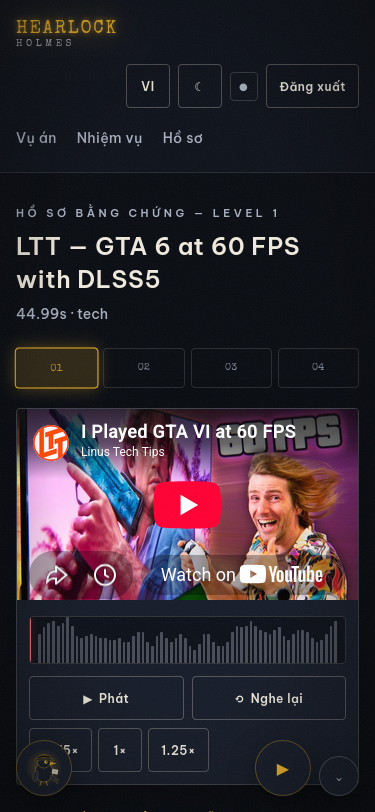 HEARLOCK
HOLMES
VI
Đăng xuất
Vụ án Nhiệm vụ Hồ sơ
HỒ SƠ BẰNG CHỨNG — LEVEL 1
LTT — GTA 6 at 60 FPS
with DLSS5
44.99s · tech
01 02 03 04
I Played GTA VI at 60 FPS
Linus Tech Tips
60 FPS
Watch on YouTube
▶ Phát
⟲ Nghe lại
1× 1.25×